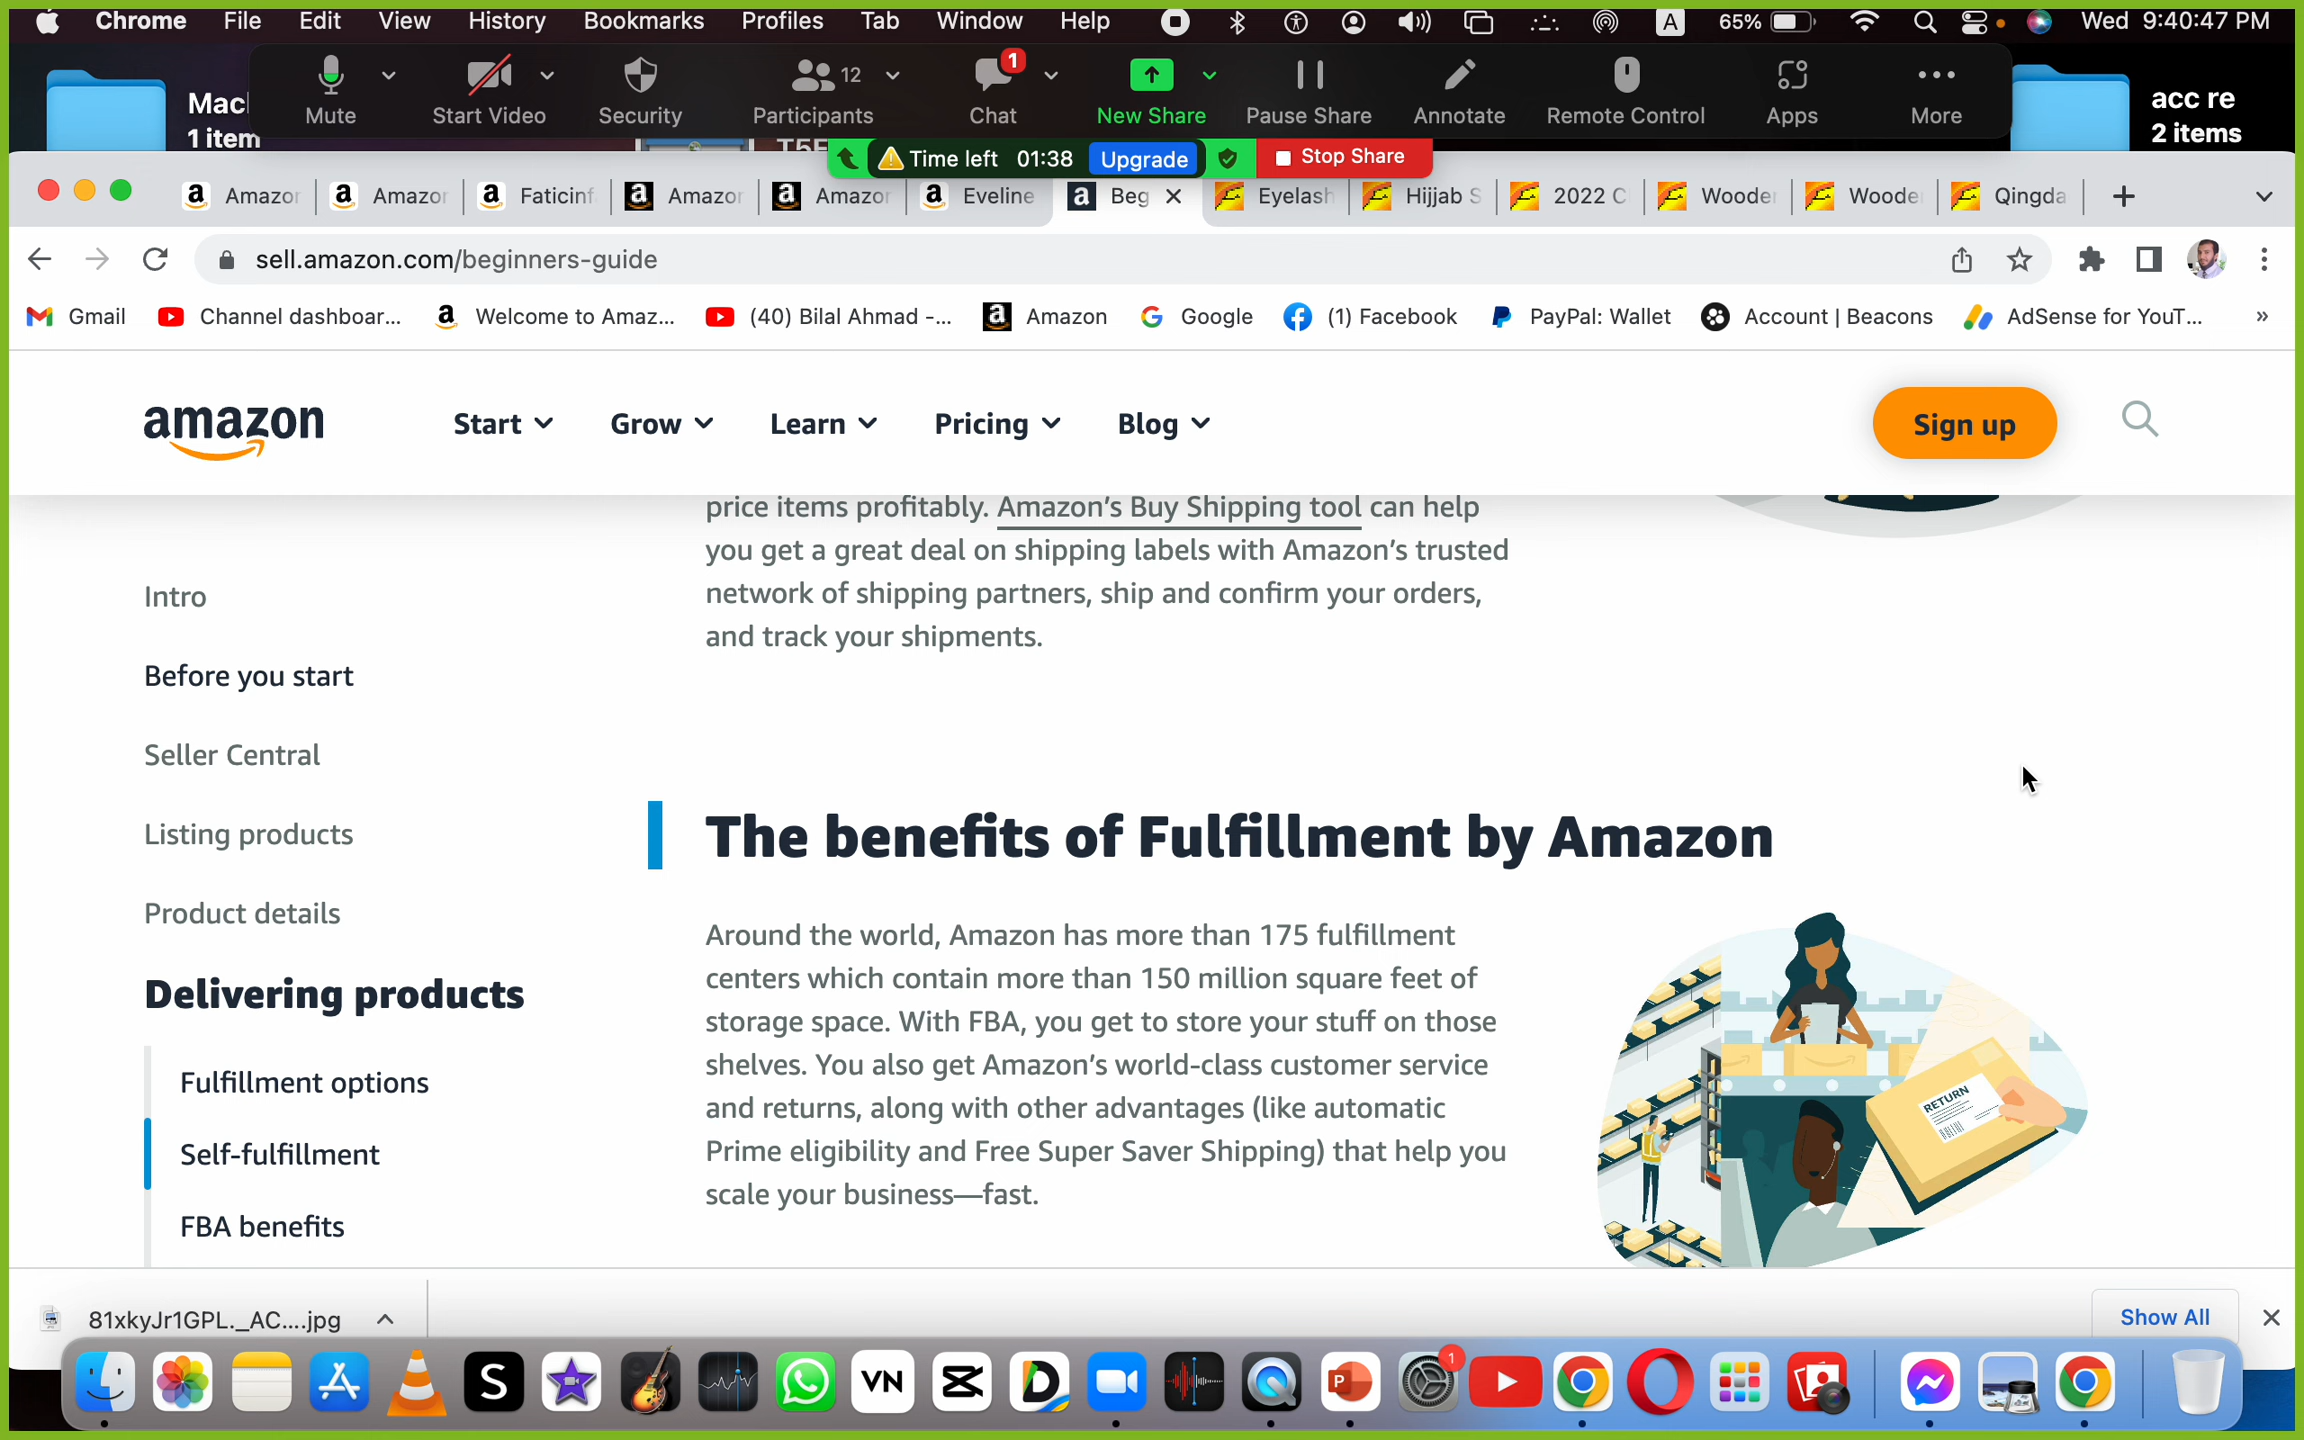 Chrome File Edit View History Bookmarks Profiles Tab Window Help A 65% Wed 9:40:47 PM
Mac
1 item
Mute Start Video Security Participants 12 Chat 1 New Share Pause Share Annotate Remote Control Apps More
acc re
2 items
Time left 01:38 Upgrade Stop Share
Amazon Amazor Faticinf Amazor Amazor Eveline Beg Eyelash Hijjab S 2022 C Wooder Woode Qingda
sell.amazon.com/beginners-guide
Gmail Channel dashboar... Welcome to Amaz... (40) Bilal Ahmad -... Amazon Google (1) Facebook PayPal: Wallet Account | Beacons AdSense for YouT... »
amazon Start Grow Learn Pricing Blog Sign up
price items profitably. Amazon's Buy Shipping tool can help
you get a great deal on shipping labels with Amazon's trusted
network of shipping partners, ship and confirm your orders,
and track your shipments.
Intro
Before you start
Seller Central
Listing products
Product details
Delivering products
Fulfillment options
Self-fulfillment
FBA benefits
The benefits of Fulfillment by Amazon
Around the world, Amazon has more than 175 fulfillment
centers which contain more than 150 million square feet of
storage space. With FBA, you get to store your stuff on those
shelves. You also get Amazon's world-class customer service
and returns, along with other advantages (like automatic
Prime eligibility and Free Super Saver Shipping) that help you
scale your business—fast.
RETURN
81xkyJr1GPL._AC....jpg
Show All
S VN D P 1